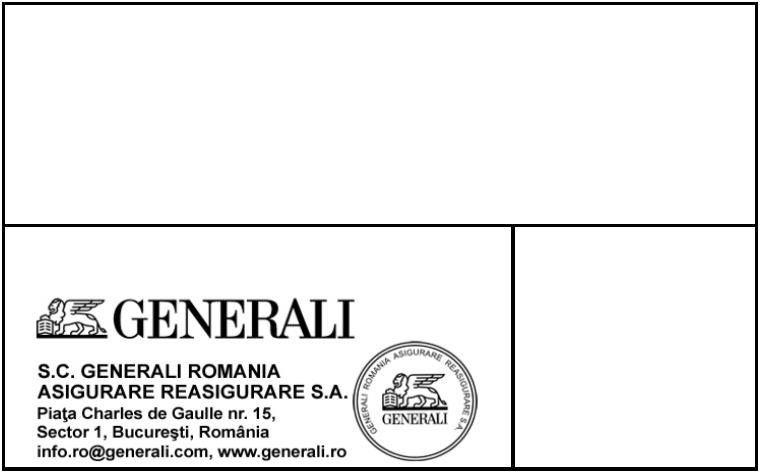 GENERALI
S.C. GENERALI ROMANIA
ASIGURARE REASIGURARE S.A.
Piaţa Charles de Gaulle nr. 15,
Sector 1, Bucureşti, România
info.ro@generali.com, www.generali.ro
GENERALI ROMANIA ASIGURARE REASIGURARE S.A.
GENERALI